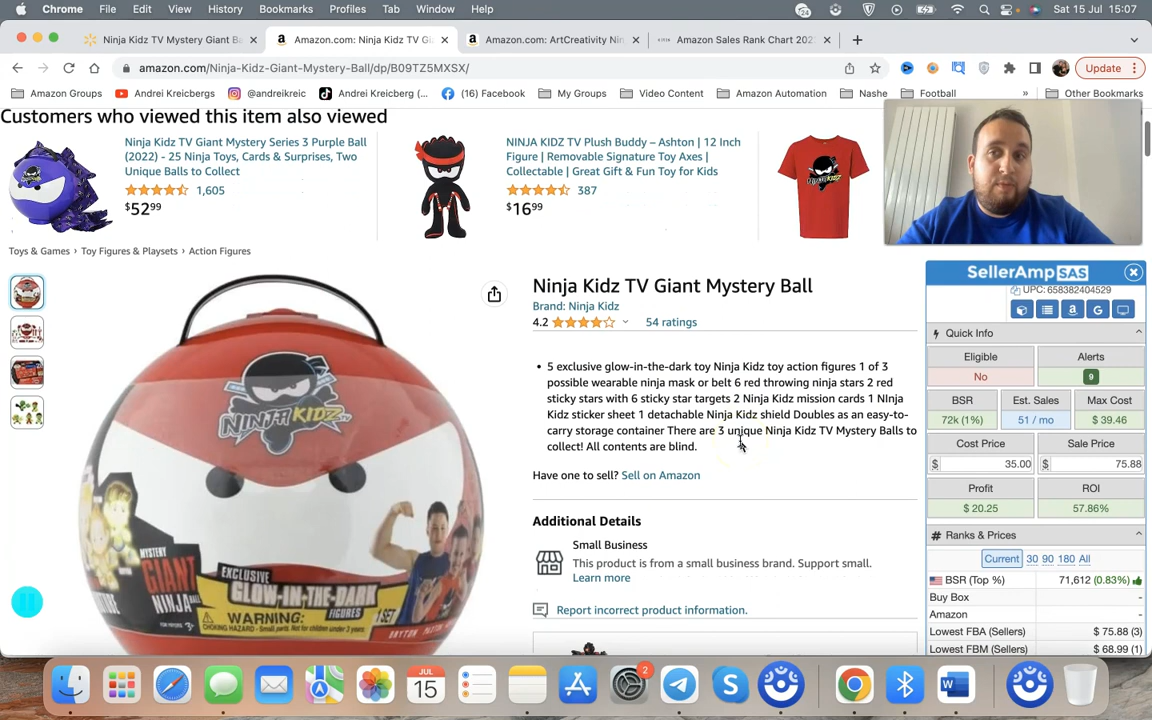 Chrome File Edit View History Bookmarks Profiles Tab Window Help
24
Sat 15 Jul 15:07
Ninja Kidz TV Mystery Giant Ba
Amazon.com: Ninja Kidz TV Gi
Amazon.com: ArtCreativity Nin
Amazon Sales Rank Chart 202
amazon.com/Ninja-Kidz-Giant-Mystery-Ball/dp/B09TZ5MXSX/
Update
Amazon Groups
YouTube Andrei Kreicbergs
@andreikreic
Andrei Kreicberg (...
(16) Facebook
My Groups
Video Content
Amazon Automation
Nashe
Football
»
Other Bookmarks
Customers who viewed this item also viewed
Ninja Kidz TV Giant Mystery Series 3 Purple Ball
(2022) - 25 Ninja Toys, Cards & Surprises, Two
Unique Balls to Collect
1,605
$52.99
NINJA KIDZ TV Plush Buddy – Ashton | 12 Inch
Figure | Removable Signature Toy Axes |
Collectable | Great Gift & Fun Toy for Kids
387
$16.99
Toys & Games › Toy Figures & Playsets › Action Figures
Ninja Kidz TV Giant Mystery Ball
Brand: Ninja Kidz
4.2
54 ratings
• 5 exclusive glow-in-the-dark toy Ninja Kidz toy action figures 1 of 3
possible wearable ninja mask or belt 6 red throwing ninja stars 2 red
sticky stars with 6 sticky star targets 2 Ninja Kidz mission cards 1 NInja
Kidz sticker sheet 1 detachable Ninja Kidz shield Doubles as an easy-to-
carry storage container There are 3 unique Ninja Kidz TV Mystery Balls to
collect! All contents are blind.
Have one to sell? Sell on Amazon
Additional Details
Small Business
This product is from a small business brand. Support small.
Learn more
Report incorrect product information.
NINJA KIDZ TV
MYSTERY
GIANT
NINJA
EXCLUSIVE
GLOW-IN-THE-DARK
FIGURES
1 SET
WARNING:
SellerAmp SAS
UPC: 658382404529
Quick Info
Eligible
No
Alerts
9
BSR
72k (1%)
Est. Sales
51 / mo
Max Cost
$ 39.46
Cost Price
$ 35.00
Sale Price
$ 75.88
Profit
$ 20.25
ROI
57.86%
# Ranks & Prices
Current 30 90 180 All
BSR (Top %) 71,612 (0.83%)
Buy Box -
Amazon -
Lowest FBA (Sellers) $ 75.88 (3)
Lowest FBM (Sellers) $ 68.99 (1)
JUL
15
2